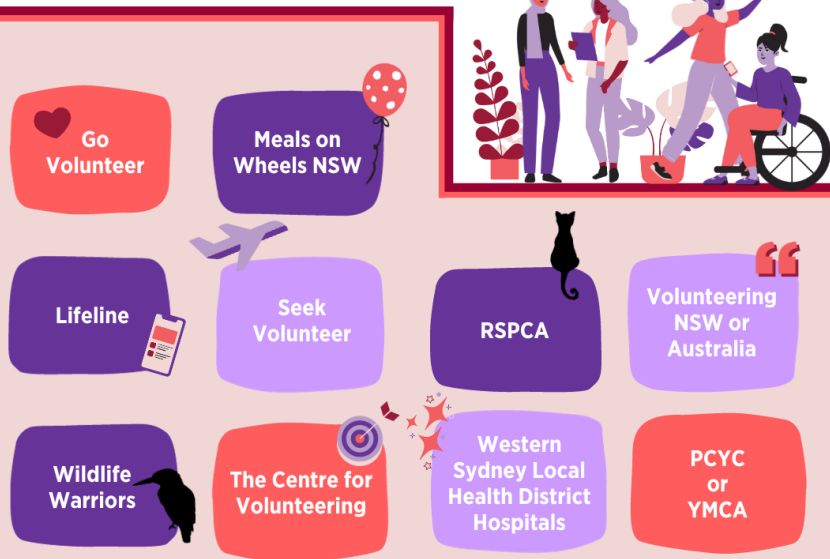 Go
Volunteer
Meals on
Wheels NSW
Lifeline
Seek
Volunteer
RSPCA
Volunteering
NSW or
Australia
Wildlife
Warriors
The Centre for
Volunteering
Western
Sydney Local
Health District
Hospitals
PCYC
or
YMCA